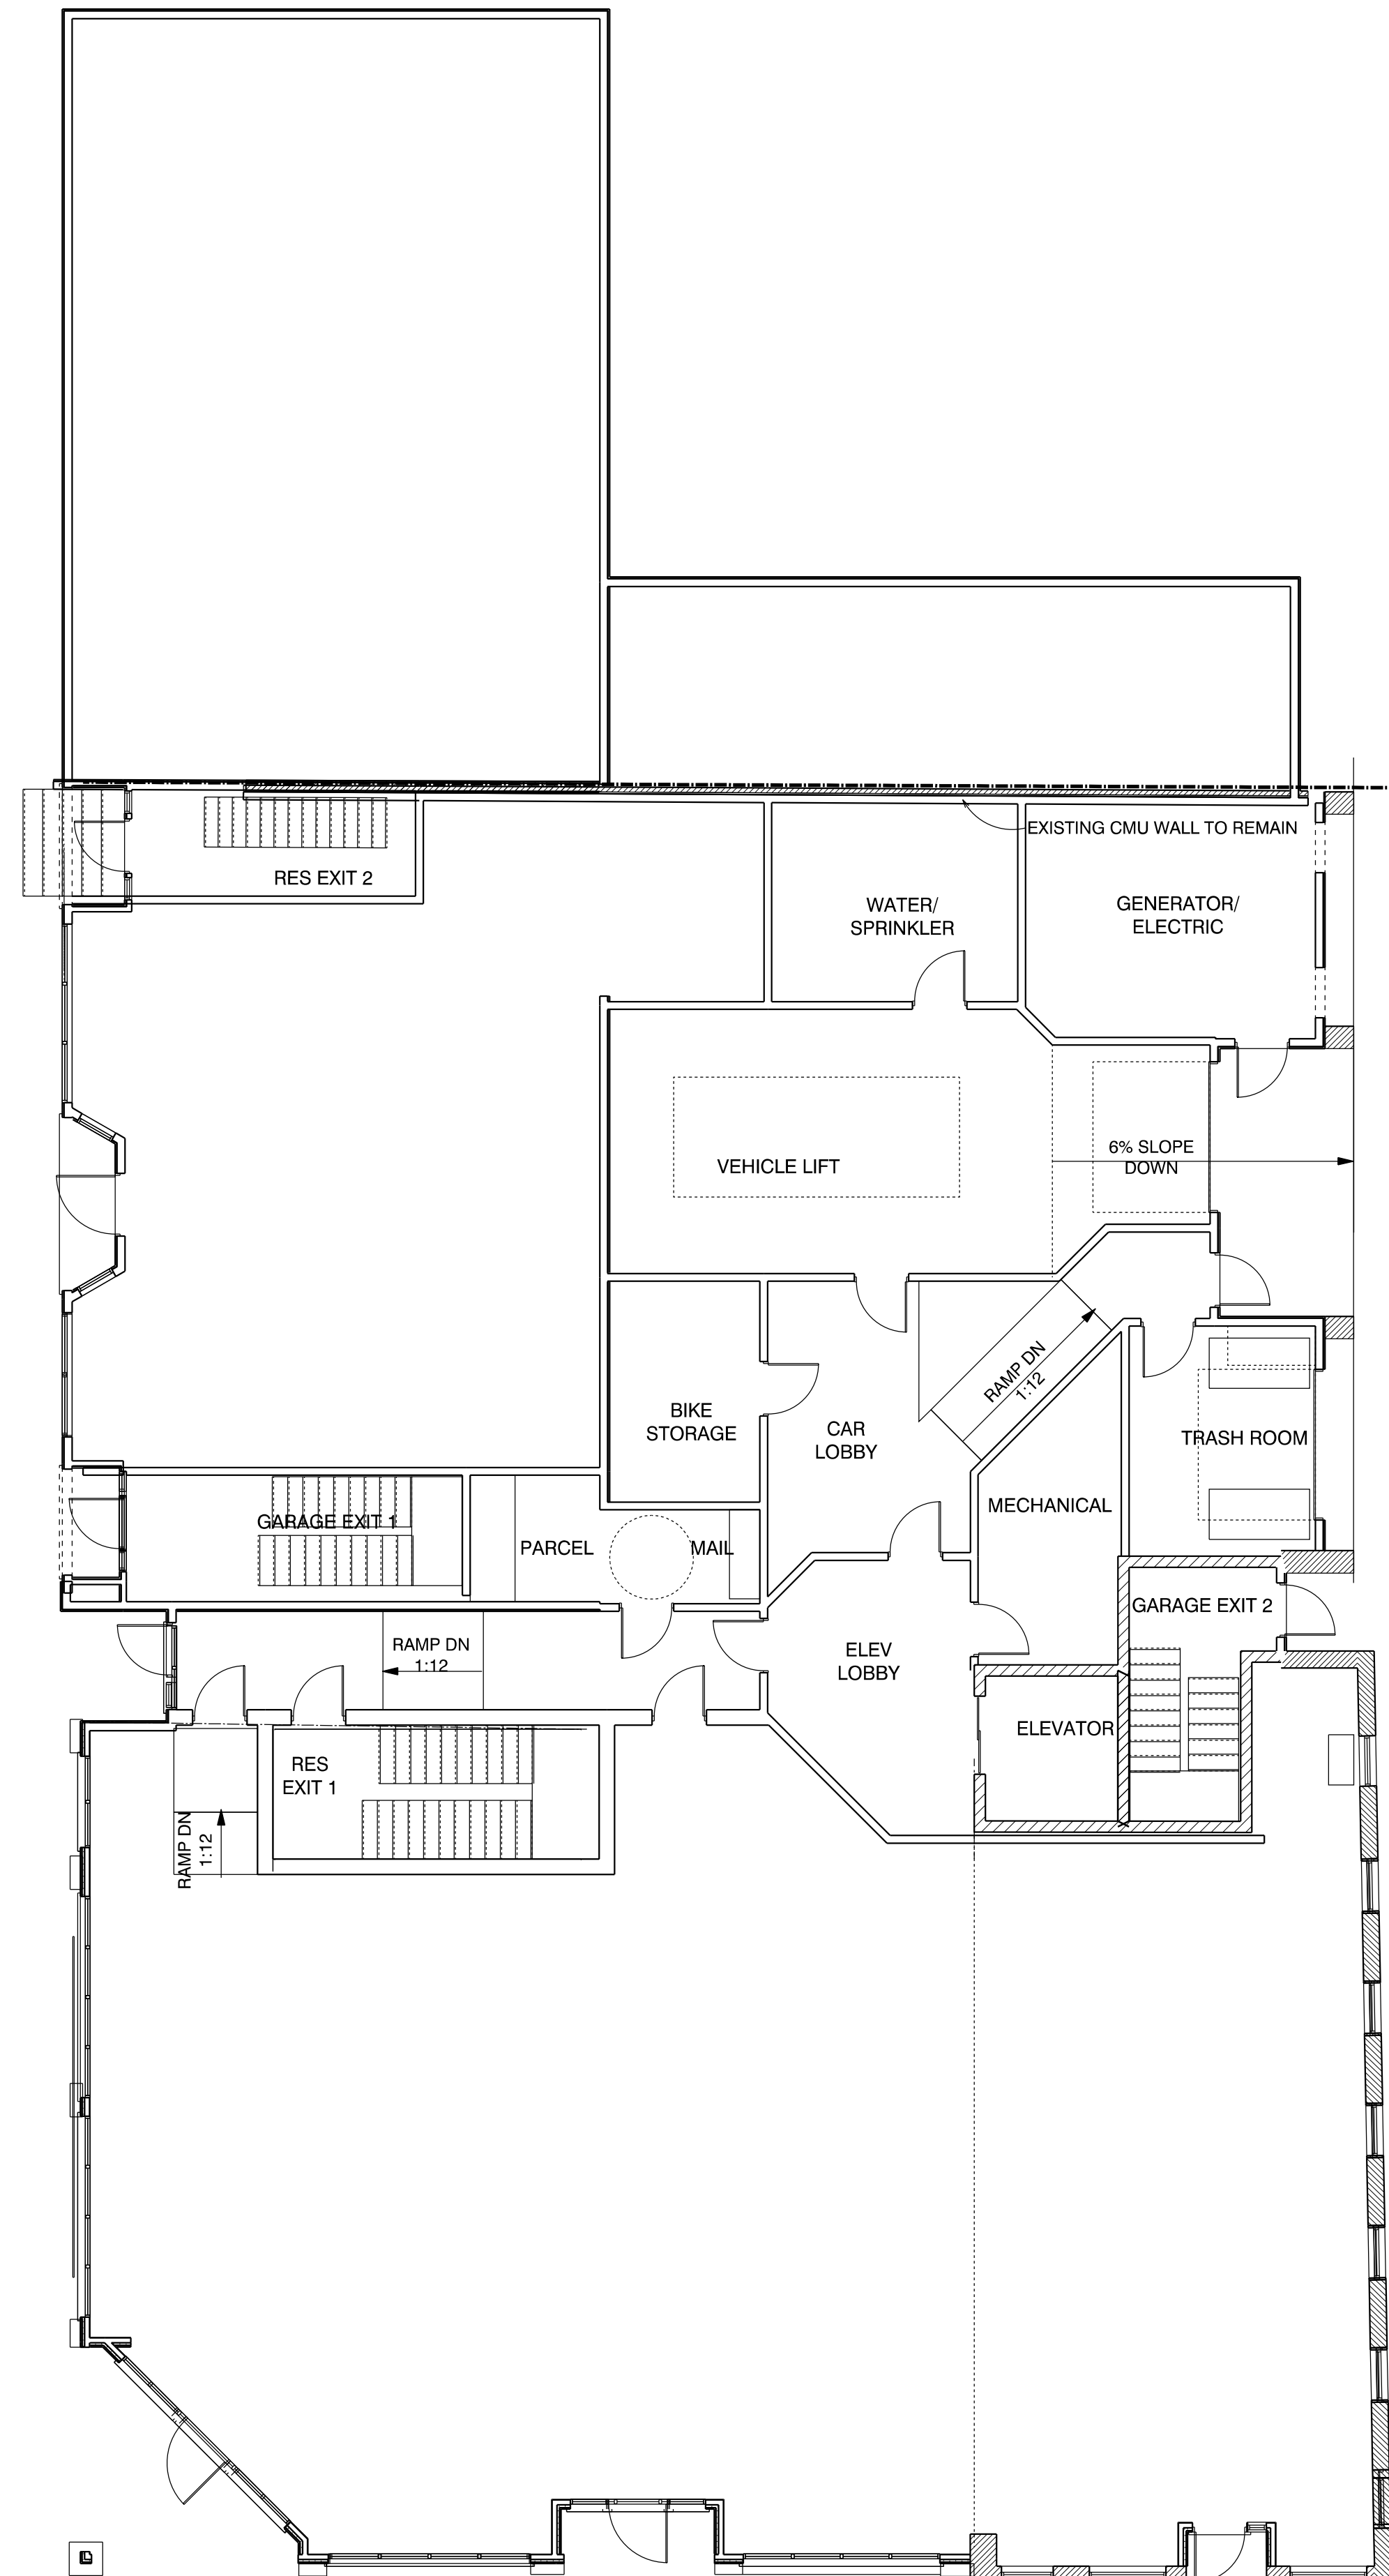 EXISTING CMU WALL TO REMAIN
RES EXIT 2
WATER/
SPRINKLER
GENERATOR/
ELECTRIC
VEHICLE LIFT
6% SLOPE
DOWN
RAMP DN
1:12
BIKE
STORAGE
CAR
LOBBY
TRASH ROOM
MECHANICAL
GARAGE EXIT 1
PARCEL
MAIL
GARAGE EXIT 2
RAMP DN
1:12
ELEV
LOBBY
ELEVATOR
RES
EXIT 1
RAMP DN
1:12